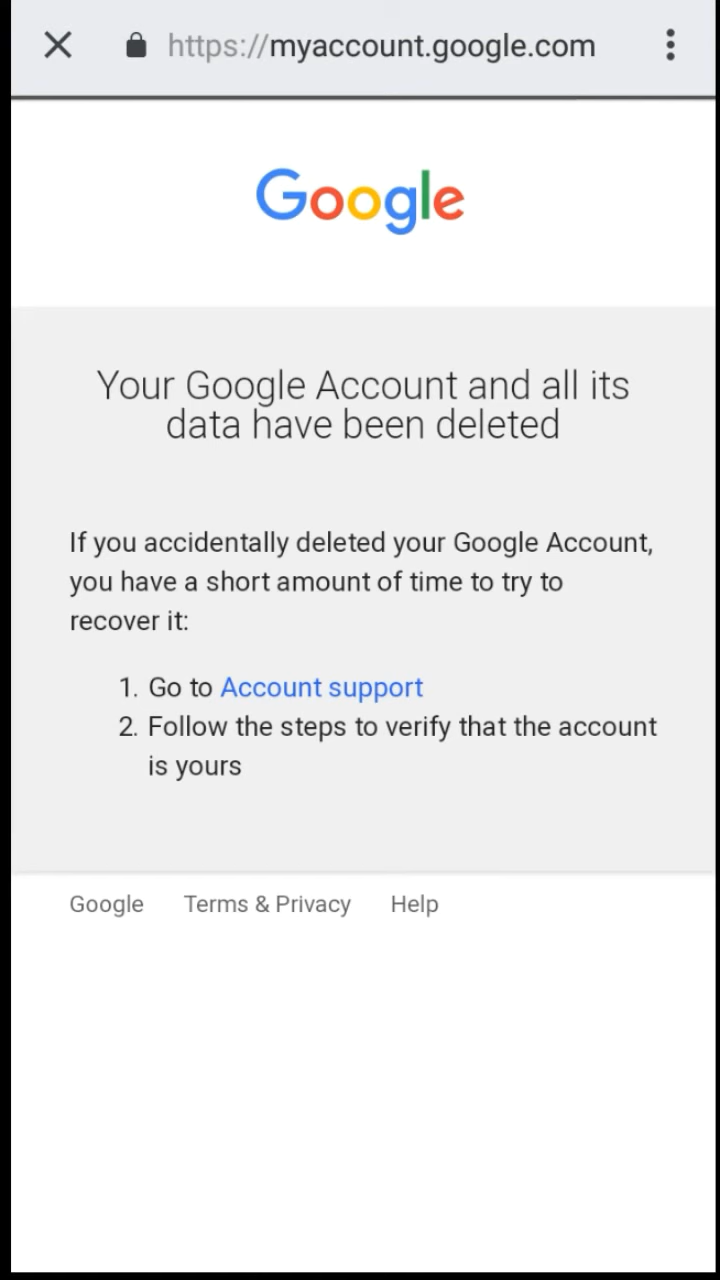 https://myaccount.google.com
Google
Your Google Account and all its
data have been deleted
If you accidentally deleted your Google Account,
you have a short amount of time to try to
recover it:
1. Go to Account support
2. Follow the steps to verify that the account
is yours
Google Terms & Privacy Help